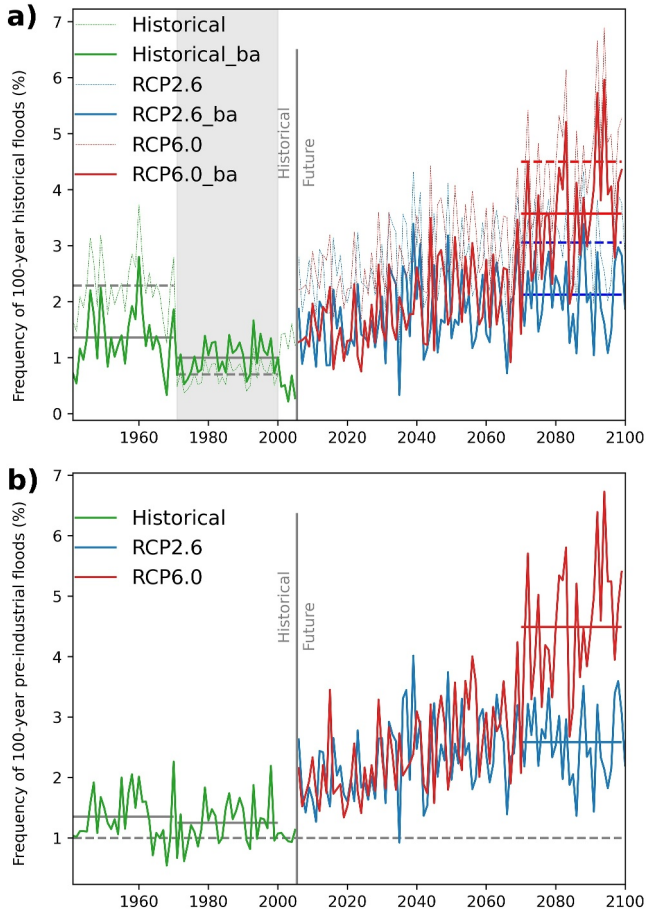 a)
Frequency of 100-year historical floods (%)
7
6
5
4
3
2
1
0
Historical
Historical_ba
RCP2.6
RCP2.6_ba
RCP6.0
RCP6.0_ba
Historical
Future
1960
1980
2000
2020
2040
2060
2080
2100
b)
Frequency of 100-year pre-industrial floods (%)
7
6
5
4
3
2
1
Historical
RCP2.6
RCP6.0
Historical
Future
1960
1980
2000
2020
2040
2060
2080
2100